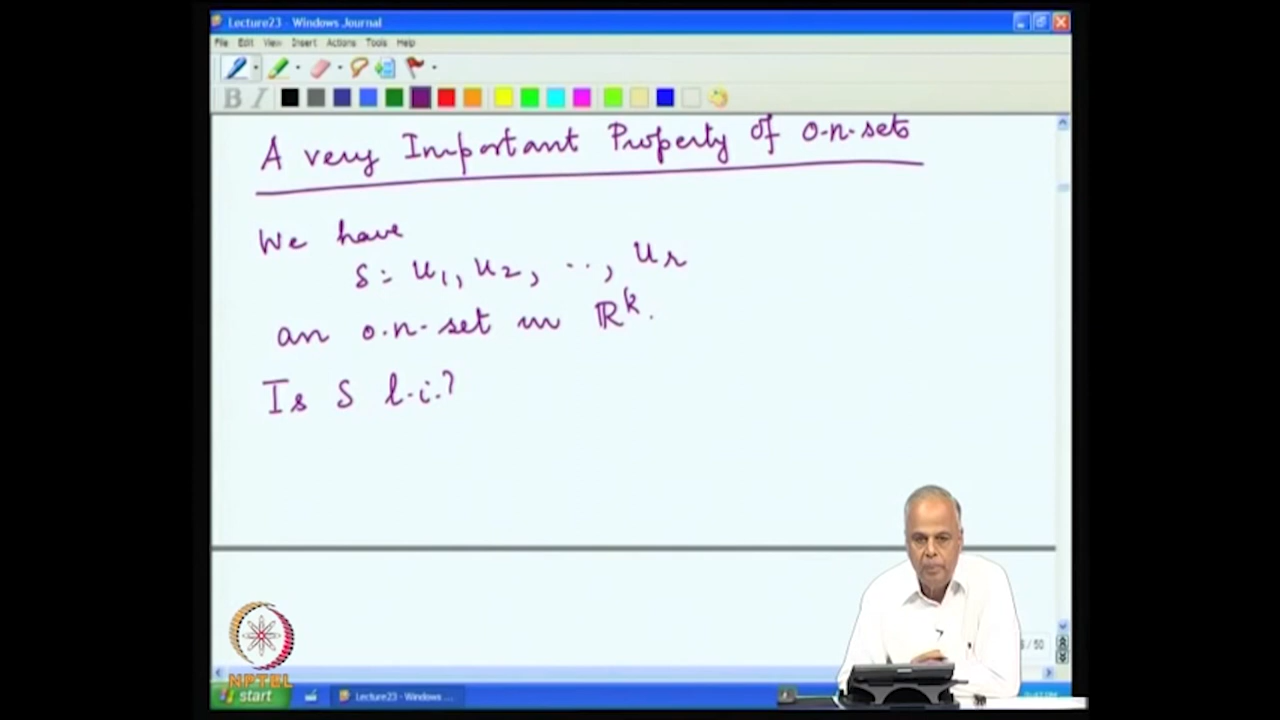 Lecture23 - Windows Journal
File Edit View Insert Actions Tools Help
B I
A very Important Property of o.n.sets
We have
S = u1, u2, .., ur
an o.n.set in ℝ^k.
Is S l.i.?
/ 50
NPTEL
start Lecture23 - Windows ...